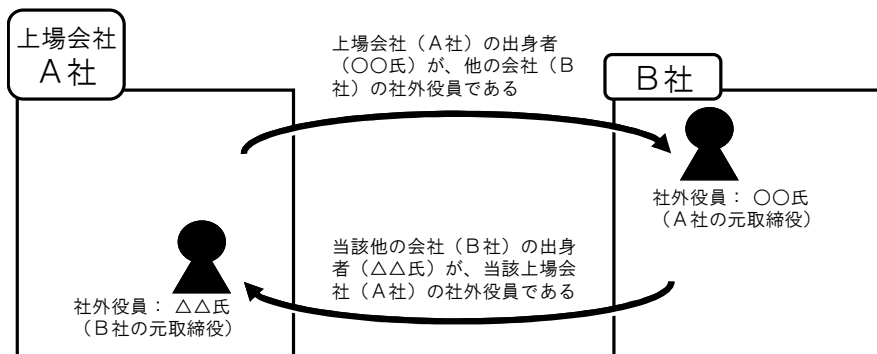 上場会社
A社
上場会社(A社)の出身者
(〇〇氏)が、他の会社(B
社)の社外役員である
B社
社外役員: 〇〇氏
(A社の元取締役)
当該他の会社(B社)の出身
者(△△氏)が、当該上場会
社(A社)の社外役員である
社外役員: △△氏
(B社の元取締役)